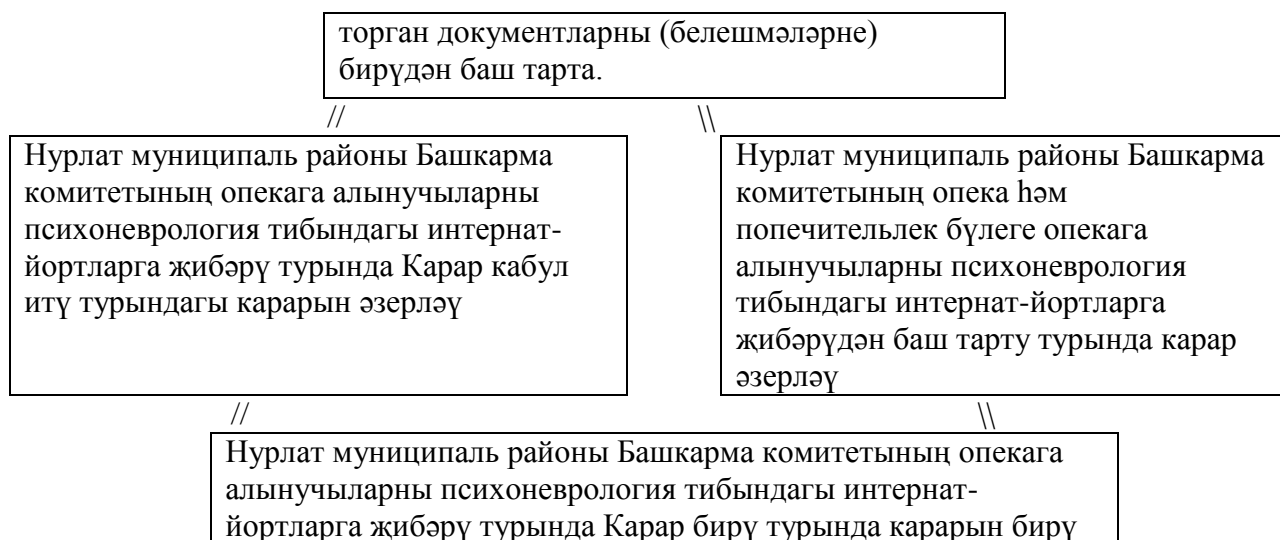 торган документларны (белешмәләрне)
бирүдән баш тарта.
//
\\
Нурлат муниципаль районы Башкарма
комитетының опекага алынучыларны
психоневрология тибындагы интернат-
йортларга җибәрү турында Карар кабул
итү турындагы карарын әзерләү
Нурлат муниципаль районы Башкарма
комитетының опека һәм
попечительлек бүлеге опекага
алынучыларны психоневрология
тибындагы интернат-йортларга
җибәрүдән баш тарту турында карар
әзерләү
//
\\
Нурлат муниципаль районы Башкарма комитетының опекага
алынучыларны психоневрология тибындагы интернат-
йортларга җибәрү турында Карар бирү турында карарын бирү